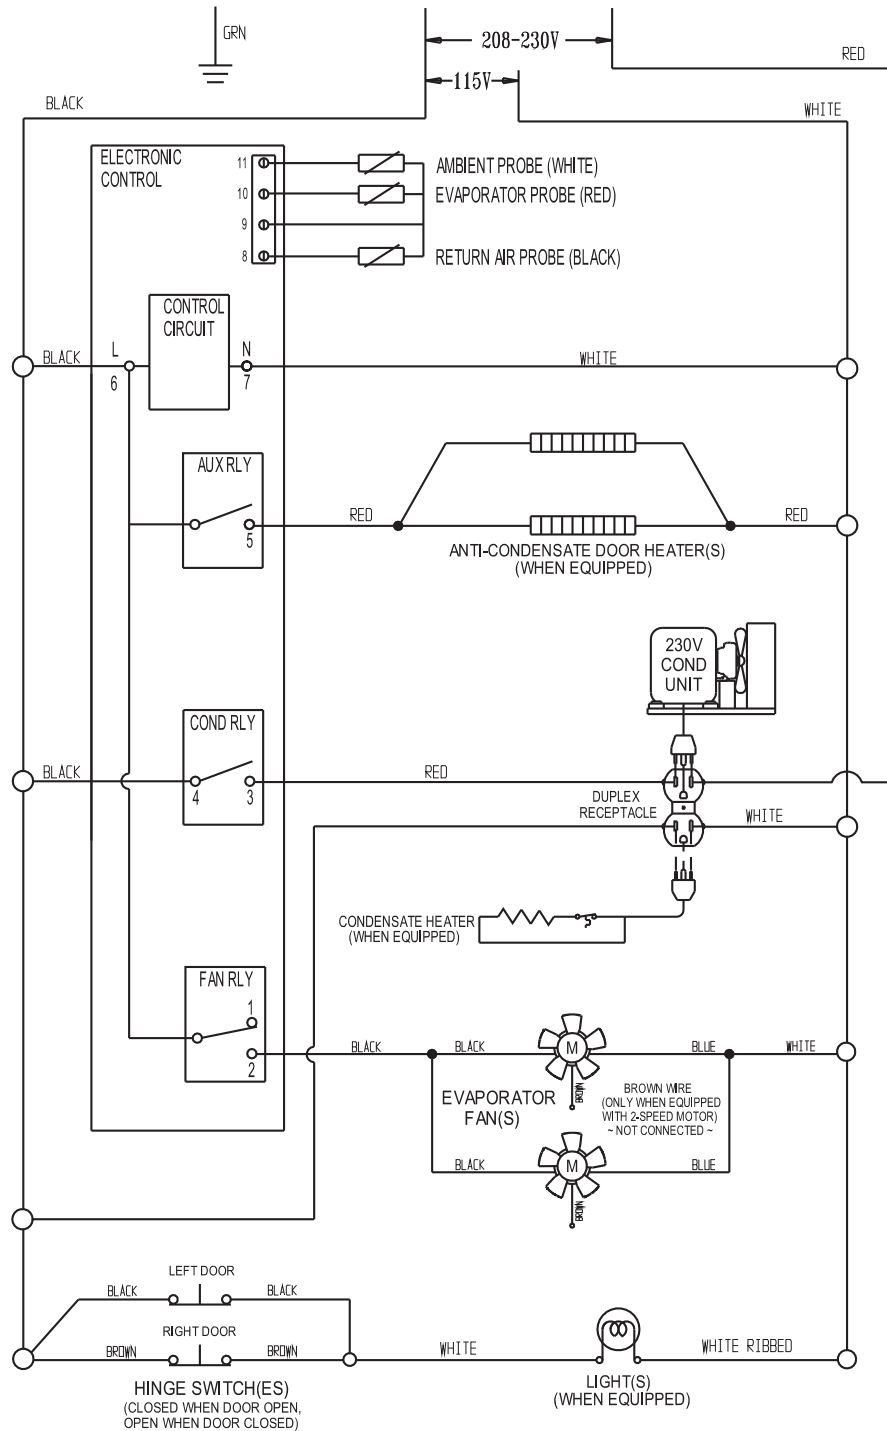 GRN
208-230V
RED
115V
BLACK
WHITE
ELECTRONIC
CONTROL
11
AMBIENT PROBE (WHITE)
10
EVAPORATOR PROBE (RED)
9
8
RETURN AIR PROBE (BLACK)
CONTROL
CIRCUIT
BLACK
L
N
WHITE
6
7
AUX RLY
RED
RED
5
ANTI-CONDENSATE DOOR HEATER(S)
(WHEN EQUIPPED)
230V
COND
UNIT
COND RLY
BLACK
RED
4
3
DUPLEX
RECEPTACLE
WHITE
CONDENSATE HEATER
(WHEN EQUIPPED)
FAN RLY
1
2
BLACK
BLACK
M
BLUE
WHITE
BROWN
EVAPORATOR
FAN(S)
BROWN WIRE
(ONLY WHEN EQUIPPED
WITH 2-SPEED MOTOR)
~ NOT CONNECTED ~
BLACK
M
BLUE
BROWN
LEFT DOOR
BLACK
BLACK
RIGHT DOOR
BROWN
BROWN
WHITE
WHITE RIBBED
HINGE SWITCH(ES)
(CLOSED WHEN DOOR OPEN,
OPEN WHEN DOOR CLOSED)
LIGHT(S)
(WHEN EQUIPPED)